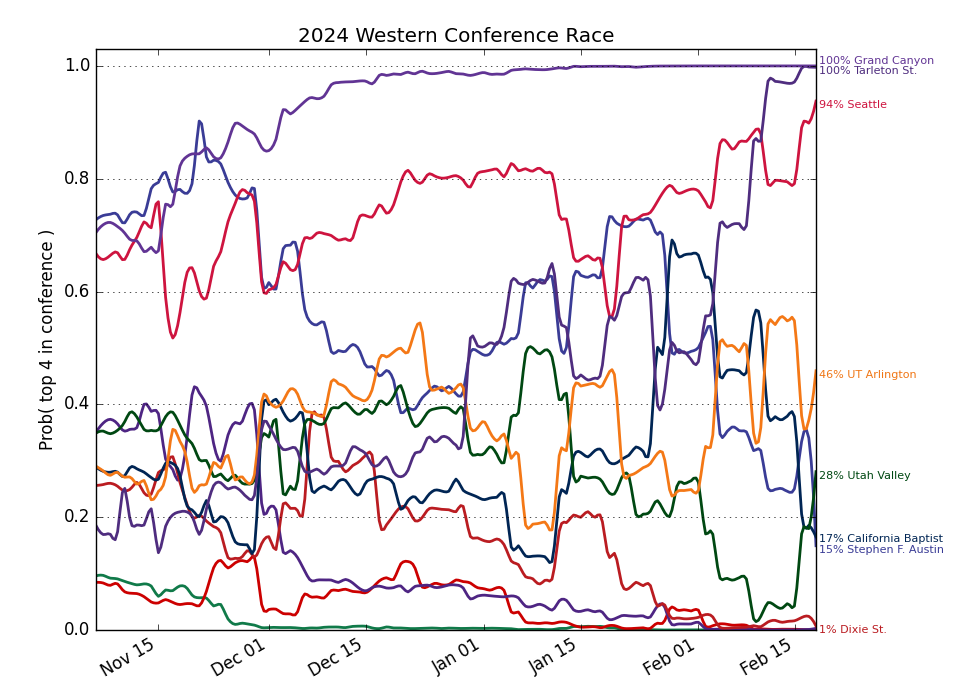 2024 Western Conference Race
Prob( top 4 in conference )
1.0
0.8
0.6
0.4
0.2
0.0
Nov 15
Dec 01
Dec 15
Jan 01
Jan 15
Feb 01
Feb 15
100% Grand Canyon
100% Tarleton St.
94% Seattle
46% UT Arlington
28% Utah Valley
17% California Baptist
15% Stephen F. Austin
1% Dixie St.